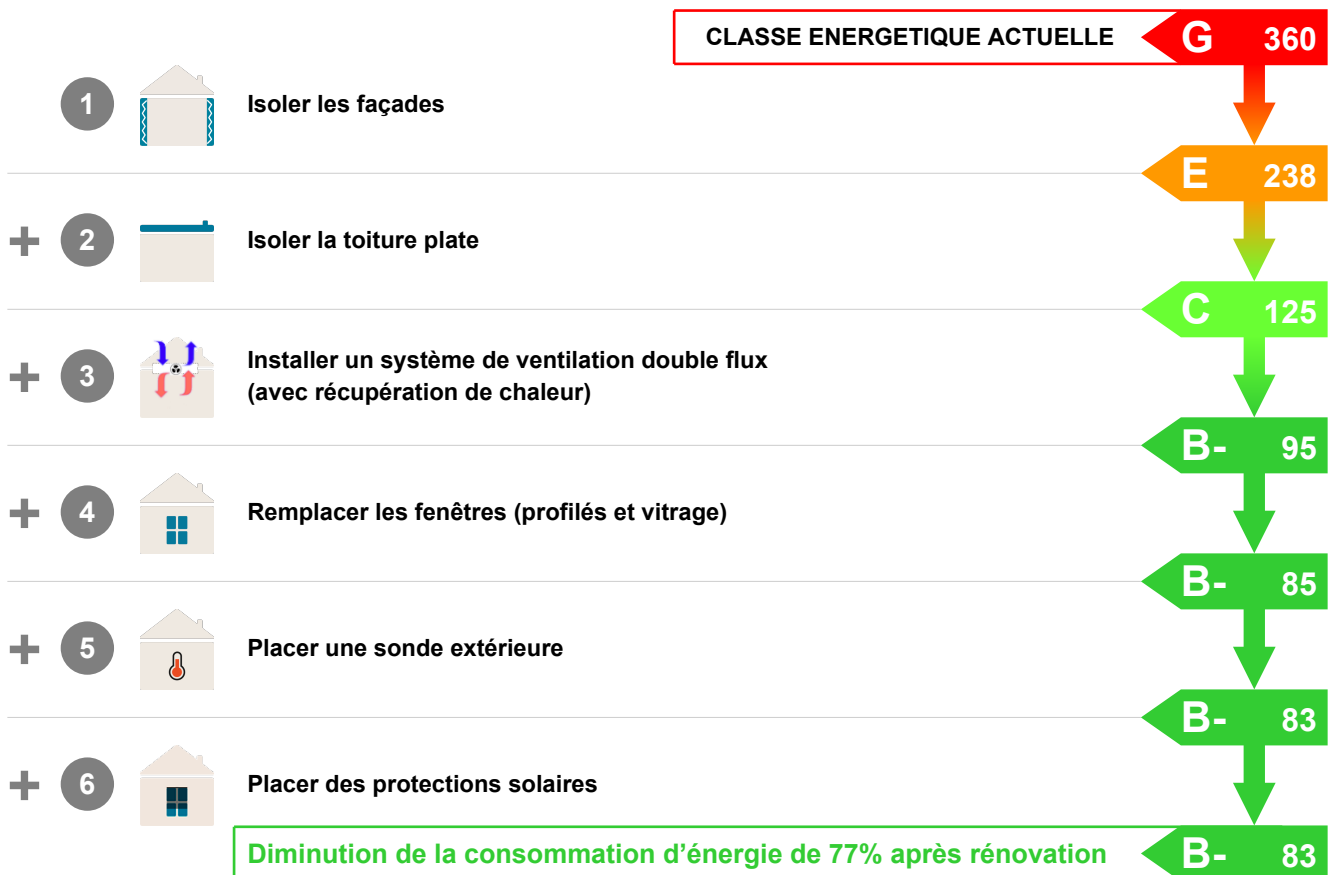 CLASSE ENERGETIQUE ACTUELLE G 360
1 Isoler les façades
E 238
+ 2 Isoler la toiture plate
C 125
+ 3 Installer un système de ventilation double flux
(avec récupération de chaleur)
B- 95
+ 4 Remplacer les fenêtres (profilés et vitrage)
B- 85
+ 5 Placer une sonde extérieure
B- 83
+ 6 Placer des protections solaires
Diminution de la consommation d’énergie de 77% après rénovation B- 83